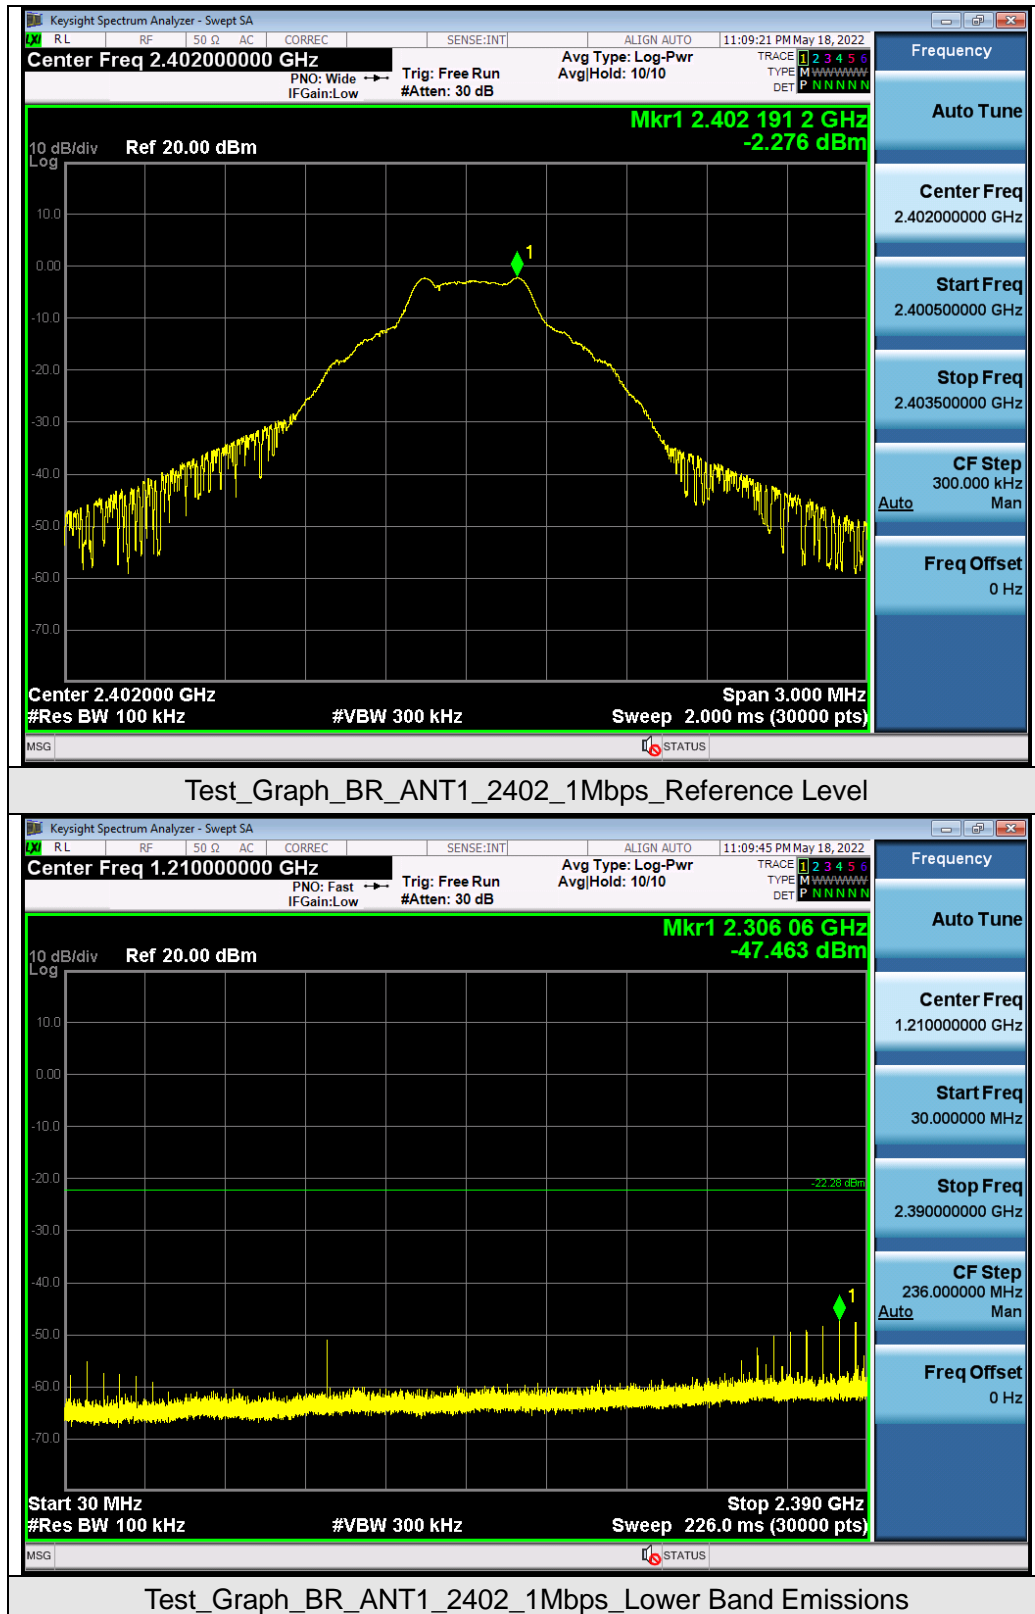 Keysight Spectrum Analyzer - Swept SA
LXI RL RF 50 Ω AC CORREC SENSE:INT ALIGN AUTO 11:09:21 PM May 18, 2022
Center Freq 2.402000000 GHz
PNO: Wide
IFGain:Low
Trig: Free Run
#Atten: 30 dB
Avg Type: Log-Pwr
Avg|Hold: 10/10
TRACE 1 2 3 4 5 6
TYPE M W W W W W
DET P N N N N N
Mkr1 2.402 191 2 GHz
-2.276 dBm
10 dB/div Ref 20.00 dBm
Log
10.0
0.00
1
-10.0
-20.0
-30.0
-40.0
-50.0
-60.0
-70.0
Center 2.402000 GHz Span 3.000 MHz
#Res BW 100 kHz #VBW 300 kHz Sweep 2.000 ms (30000 pts)
MSG STATUS
Frequency
Auto Tune
Center Freq
2.402000000 GHz
Start Freq
2.400500000 GHz
Stop Freq
2.403500000 GHz
CF Step
300.000 kHz
Auto Man
Freq Offset
0 Hz
Test_Graph_BR_ANT1_2402_1Mbps_Reference Level
Keysight Spectrum Analyzer - Swept SA
LXI RL RF 50 Ω AC CORREC SENSE:INT ALIGN AUTO 11:09:45 PM May 18, 2022
Center Freq 1.210000000 GHz
PNO: Fast
IFGain:Low
Trig: Free Run
#Atten: 30 dB
Avg Type: Log-Pwr
Avg|Hold: 10/10
TRACE 1 2 3 4 5 6
TYPE M W W W W W
DET P N N N N N
Mkr1 2.306 06 GHz
-47.463 dBm
10 dB/div Ref 20.00 dBm
Log
10.0
0.00
-10.0
-20.0
-22.28 dBm
-30.0
-40.0
1
-50.0
-60.0
-70.0
Start 30 MHz Stop 2.390 GHz
#Res BW 100 kHz #VBW 300 kHz Sweep 226.0 ms (30000 pts)
MSG STATUS
Frequency
Auto Tune
Center Freq
1.210000000 GHz
Start Freq
30.000000 MHz
Stop Freq
2.390000000 GHz
CF Step
236.000000 MHz
Auto Man
Freq Offset
0 Hz
Test_Graph_BR_ANT1_2402_1Mbps_Lower Band Emissions